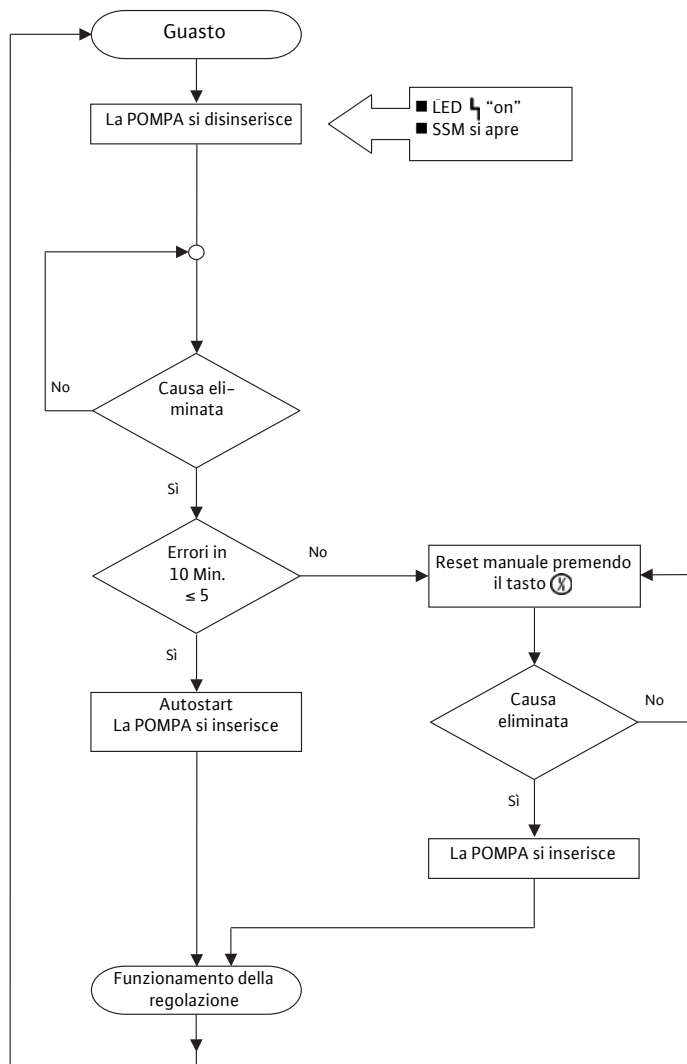 Guasto
La POMPA si disinserisce
■ LED "on"
■ SSM si apre
No
Causa eli-
minata
Sì
Errori in
10 Min.
≤ 5
No
Reset manuale premendo
il tasto
Sì
Autostart
La POMPA si inserisce
Causa
eliminata
No
Sì
La POMPA si inserisce
Funzionamento della
regolazione